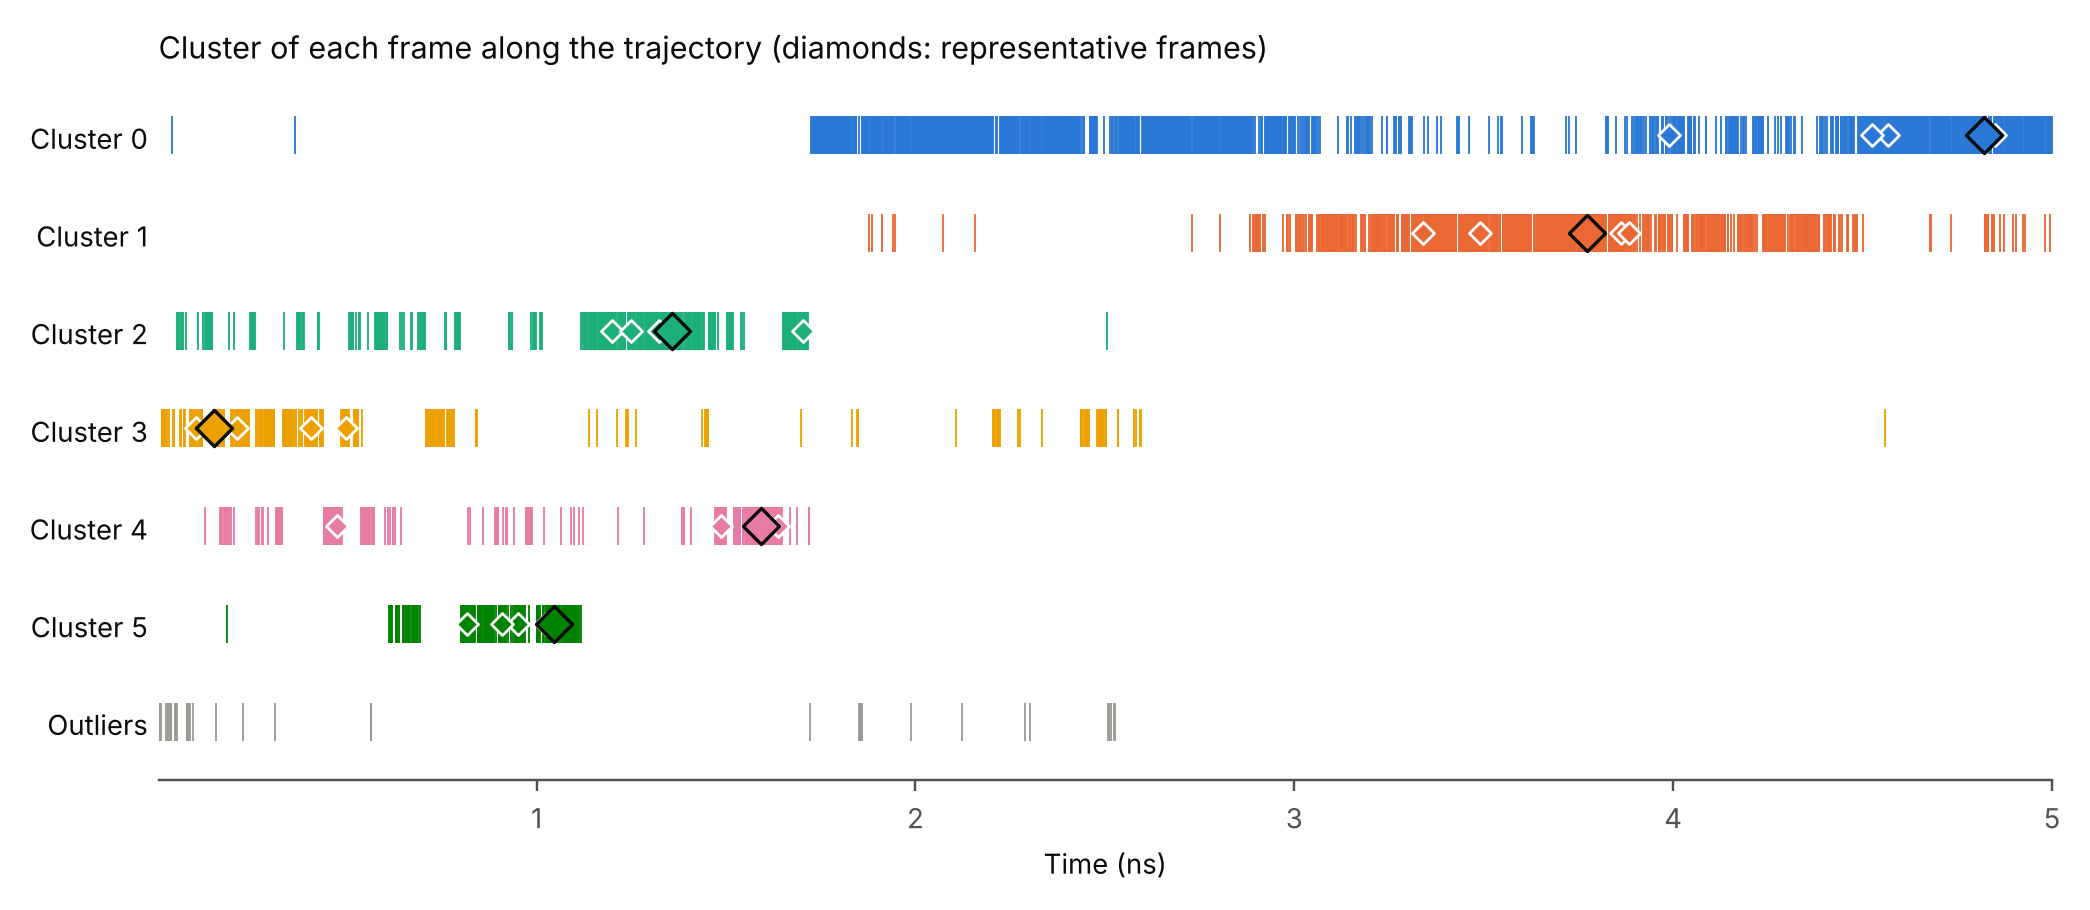 Cluster of each frame along the trajectory (diamonds: representative frames)
Cluster 0
Cluster 1
Cluster 2
Cluster 3
Cluster 4
Cluster 5
Outliers
1 2 3 4 5
Time (ns)